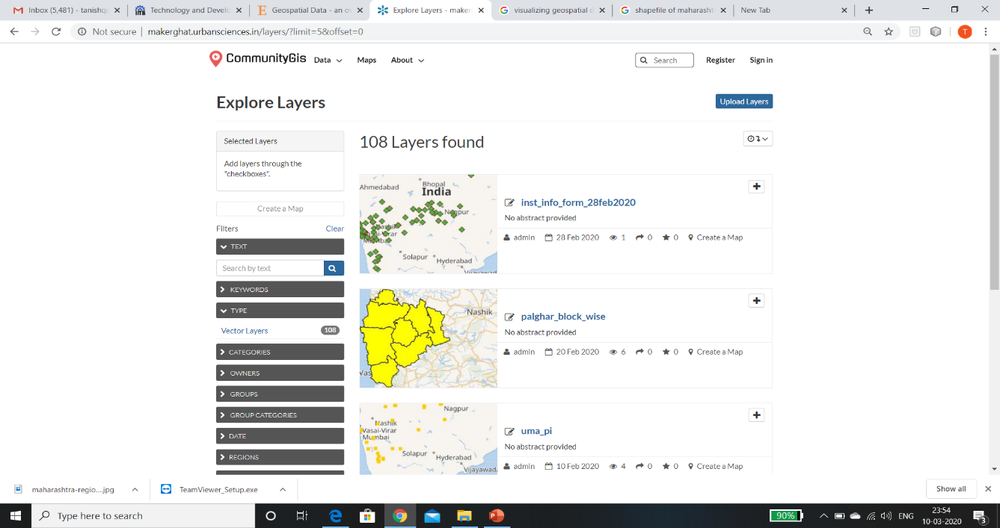 Inbox (5,481) - tanishq
Technology and Develo
Geospatial Data - an ov
Explore Layers - maker
visualizing geospatial d
shapefile of maharasht
New Tab
Not secure | makerghat.urbansciences.in/layers/?limit=5&offset=0
T
CommunityGis Data Maps About Search Register Sign in
Explore Layers
Upload Layers
Selected Layers
Add layers through the
"checkboxes".
Create a Map
Filters Clear
TEXT
Search by text
KEYWORDS
TYPE
Vector Layers 108
CATEGORIES
OWNERS
GROUPS
GROUP CATEGORIES
DATE
REGIONS
108 Layers found
Ahmedabad
Bhopal
India
Nagpur
Nashik
Vasai-Virar
Mumbai
Solapur
Hyderabad
Vijayawad
inst_info_form_28feb2020
No abstract provided
admin 28 Feb 2020 1 0 0 Create a Map
Nashik
Vas
palghar_block_wise
No abstract provided
admin 20 Feb 2020 6 0 0 Create a Map
Nagpur
Nashik
Vasai-Virar
Mumbai
Solapur
Hyderabad
Vijayawada
uma_pi
No abstract provided
admin 10 Feb 2020 4 0 0 Create a Map
maharashtra-regio....jpg
TeamViewer_Setup.exe
Show all
Type here to search
90%
ENG
23:54
10-03-2020
3